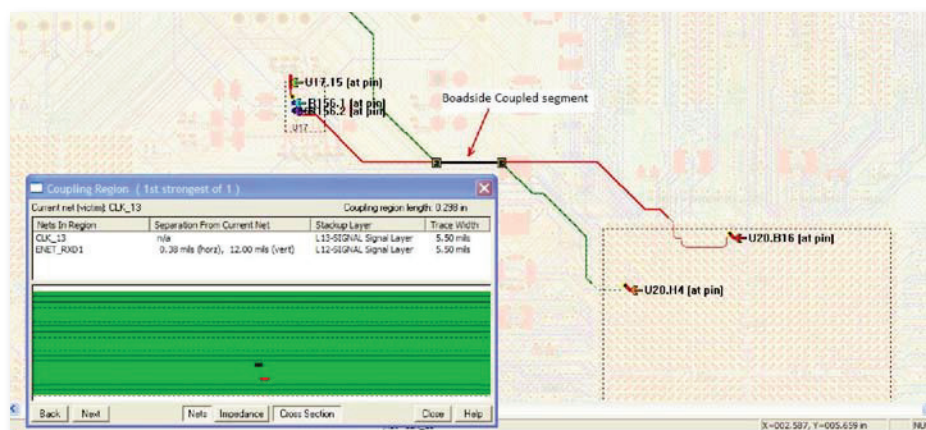 U17.15 (at pin)
R156.1 (at pin)
R156.2 (at pin)
U17
Boadside Coupled segment
Coupling Region ( 1st strongest of 1 )
Current net (victim): CLK_13 Coupling region length: 0.298 in
Nets In Region Separation From Current Net Stackup Layer Trace Width
CLK_13 n/a L13-SIGNAL Signal Layer 5.50 mils
ENET_RXD1 0.38 mils (horz), 12.00 mils (vert) L12-SIGNAL Signal Layer 5.50 mils
U20.B16 (at pin)
U20.H4 (at pin)
Back Next Nets Impedance Cross Section Close Help
X=002.587, Y=005.659 in NU